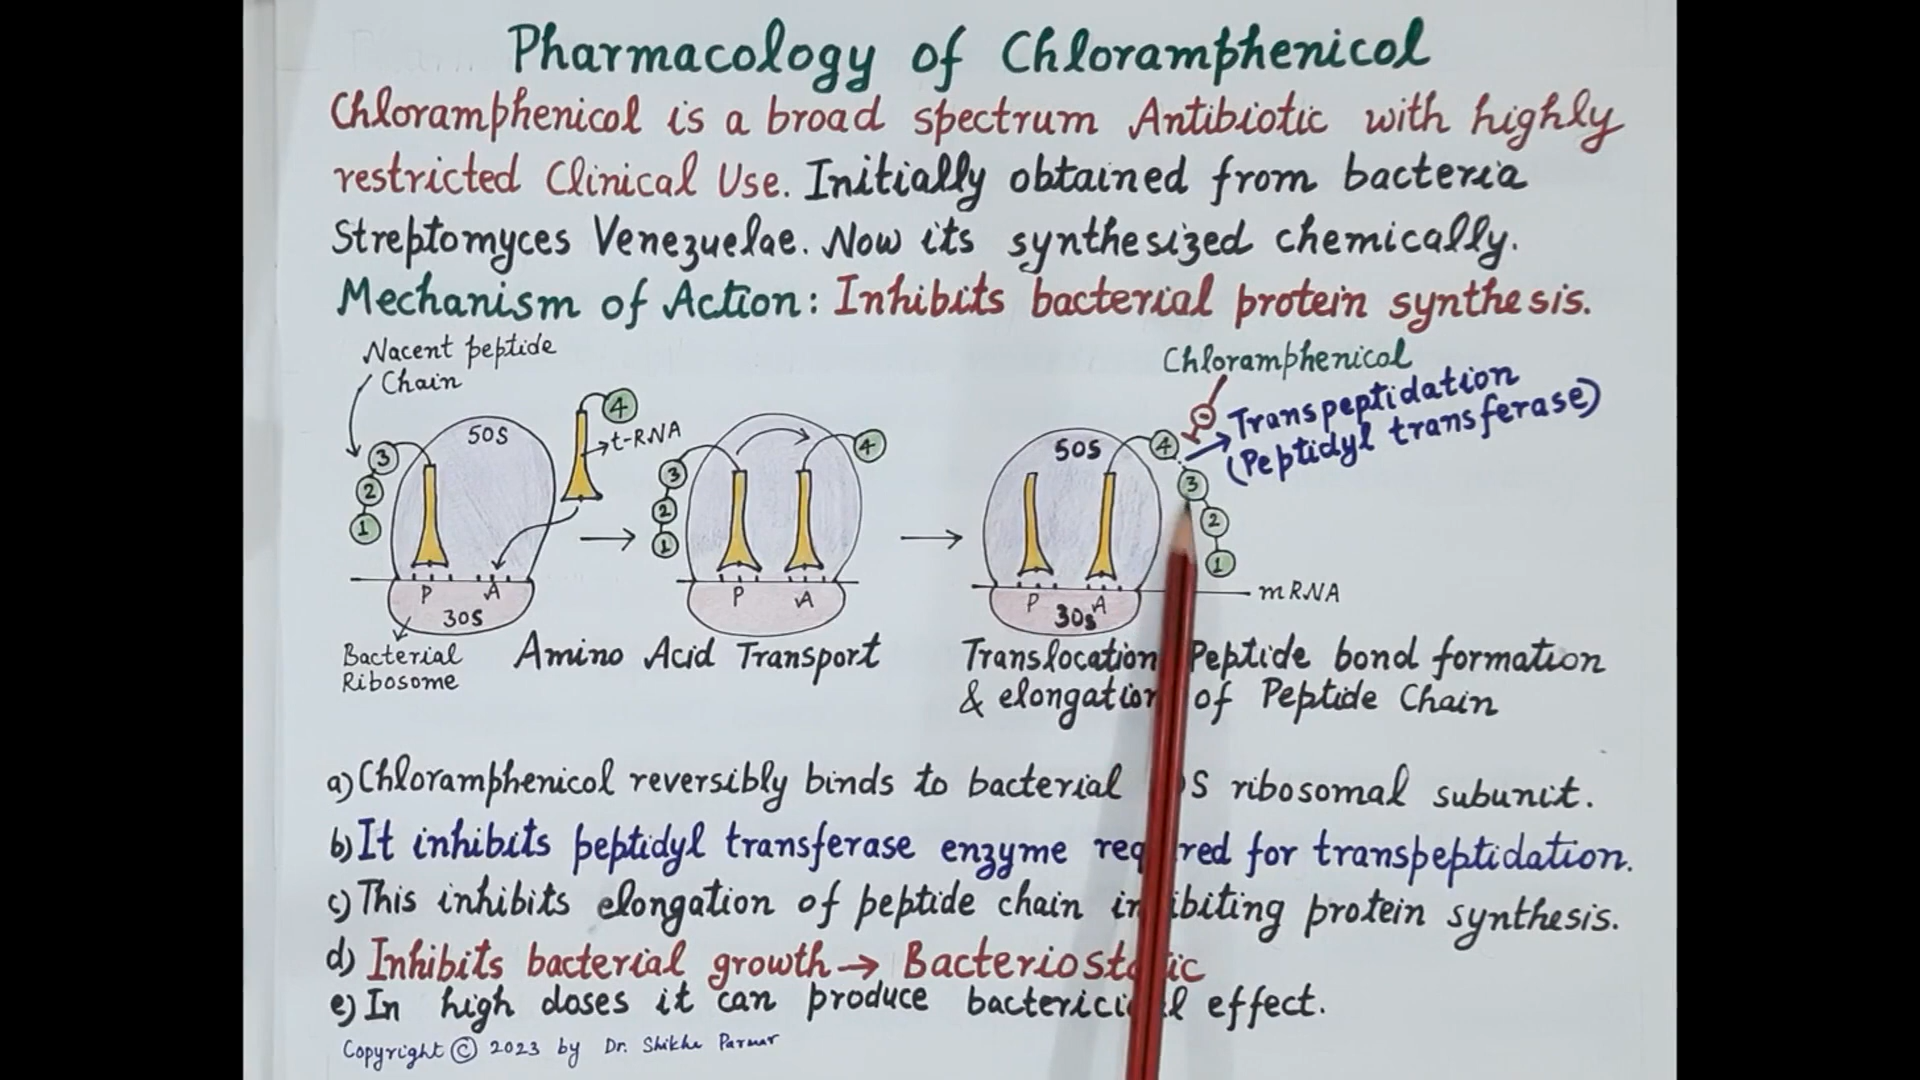 Pharmacology of Chloramphenicol
Chloramphenicol is a broad spectrum Antibiotic with highly
restricted Clinical Use. Initially obtained from bacteria
Streptomyces Venezuelae. Now its synthesized chemically.
Mechanism of Action: Inhibits bacterial protein synthesis.
Nacent peptide
Chain
50S
3
2
1
4
t-RNA
P
A
30S
Bacterial
Ribosome
3
2
1
4
P
A
Amino Acid Transport
Chloramphenicol
Transpeptidation
(Peptidyl transferase)
50S
4
3
2
1
P
A
30s
mRNA
Translocation Peptide bond formation
& elongation of Peptide Chain
a) Chloramphenicol reversibly binds to bacterial S ribosomal subunit.
b) It inhibits peptidyl transferase enzyme req red for transpeptidation.
c) This inhibits elongation of peptide chain in ibiting protein synthesis.
d) Inhibits bacterial growth → Bacteriostatic
e) In high doses it can produce bactericidal effect.
Copyright © 2023 by Dr. Shikha Parmar